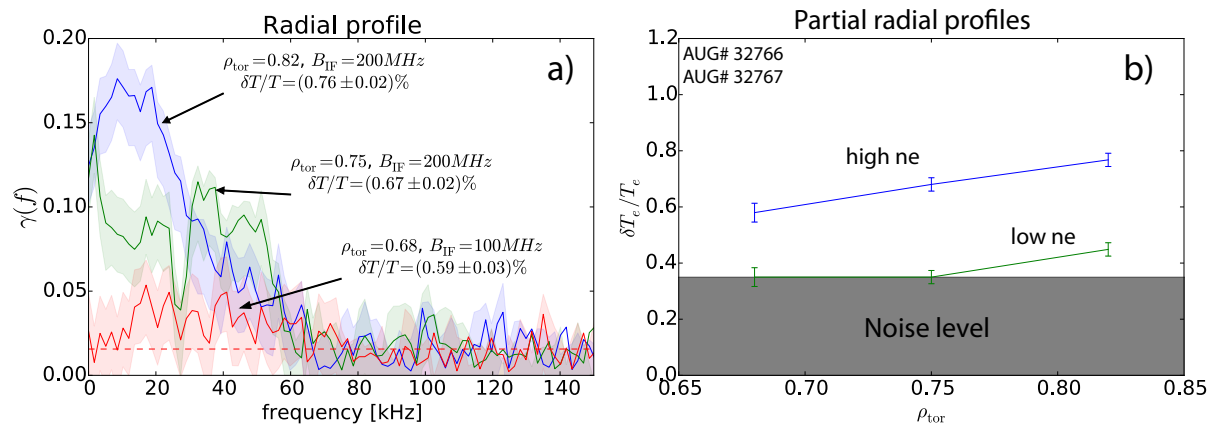 Radial profile
0.20
0.15
0.10
0.05
0.00
γ(f)
a)
ρtor=0.82, BIF=200MHz
δT/T=(0.76±0.02)%
ρtor=0.75, BIF=200MHz
δT/T=(0.67±0.02)%
ρtor=0.68, BIF=100MHz
δT/T=(0.59±0.03)%
0 20 40 60 80 100 120 140
frequency [kHz]
Partial radial profiles
1.2
1.0
0.8
0.6
0.4
0.2
0.0
δTe/Te
AUG# 32766
AUG# 32767
b)
high ne
low ne
Noise level
0.65 0.70 0.75 0.80 0.85
ρtor